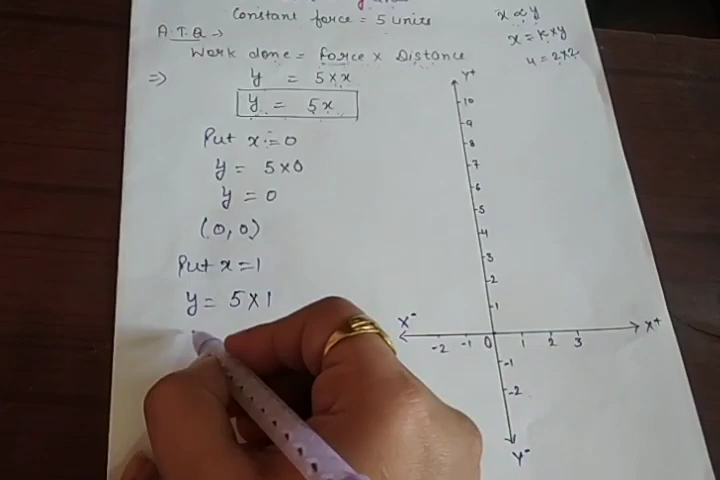 Constant force = 5 units
A.T.Q →
Work done = force × Distance
⇒ y = 5×x
y = 5x
Put x = 0
y = 5×0
y = 0
(0,0)
Put x = 1
y = 5×1
x ∝ y
x = k×y
4 = 2×2
Y⁺
10
9
8
7
6
5
4
3
2
1
X⁻ X⁺
-2 -1 0 1 2 3
-1
-2
Y⁻